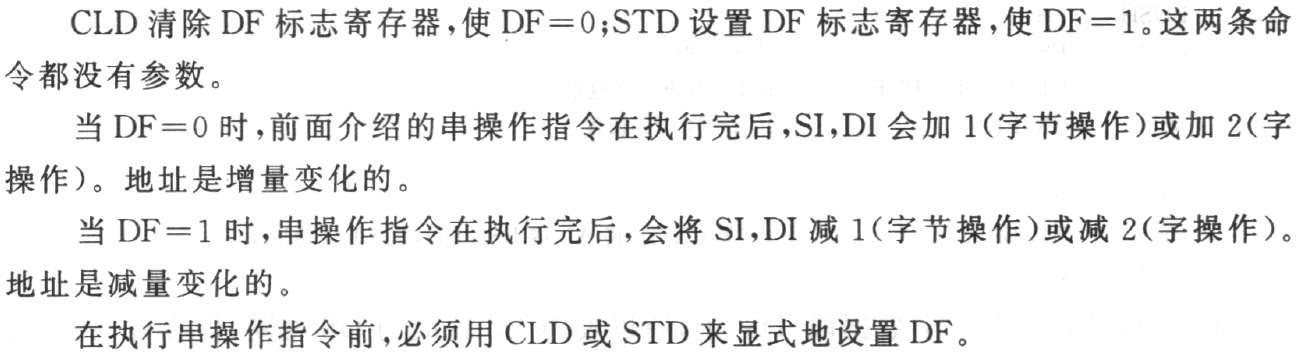 CLD 清除 DF 标志寄存器,使 DF=0;STD 设置 DF 标志寄存器,使 DF=1。这两条命
令都没有参数。
当 DF=0 时,前面介绍的串操作指令在执行完后,SI,DI 会加 1(字节操作)或加 2(字
操作)。地址是增量变化的。
当 DF=1 时,串操作指令在执行完后,会将 SI,DI 减 1(字节操作)或减 2(字操作)。
地址是减量变化的。
在执行串操作指令前,必须用 CLD 或 STD 来显式地设置 DF。